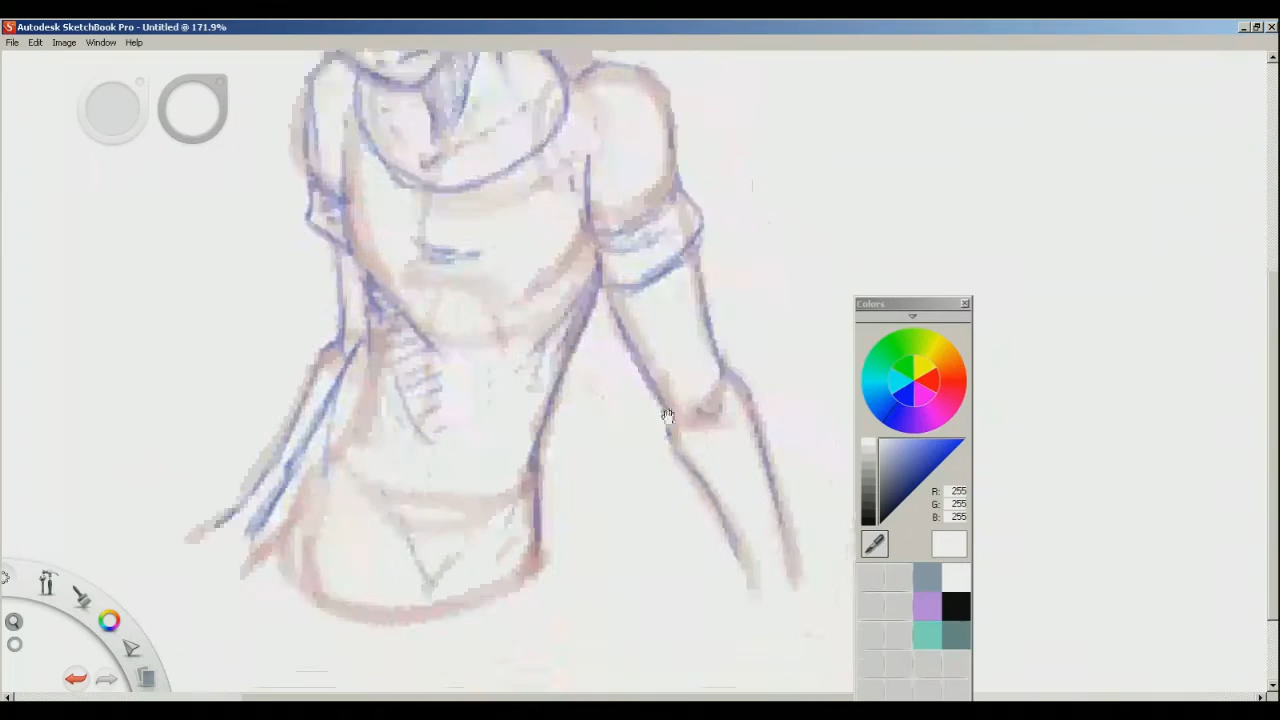 Autodesk SketchBook Pro - Untitled @ 171.9%
File Edit Image Window Help
Colors
R: 255
G: 255
B: 255